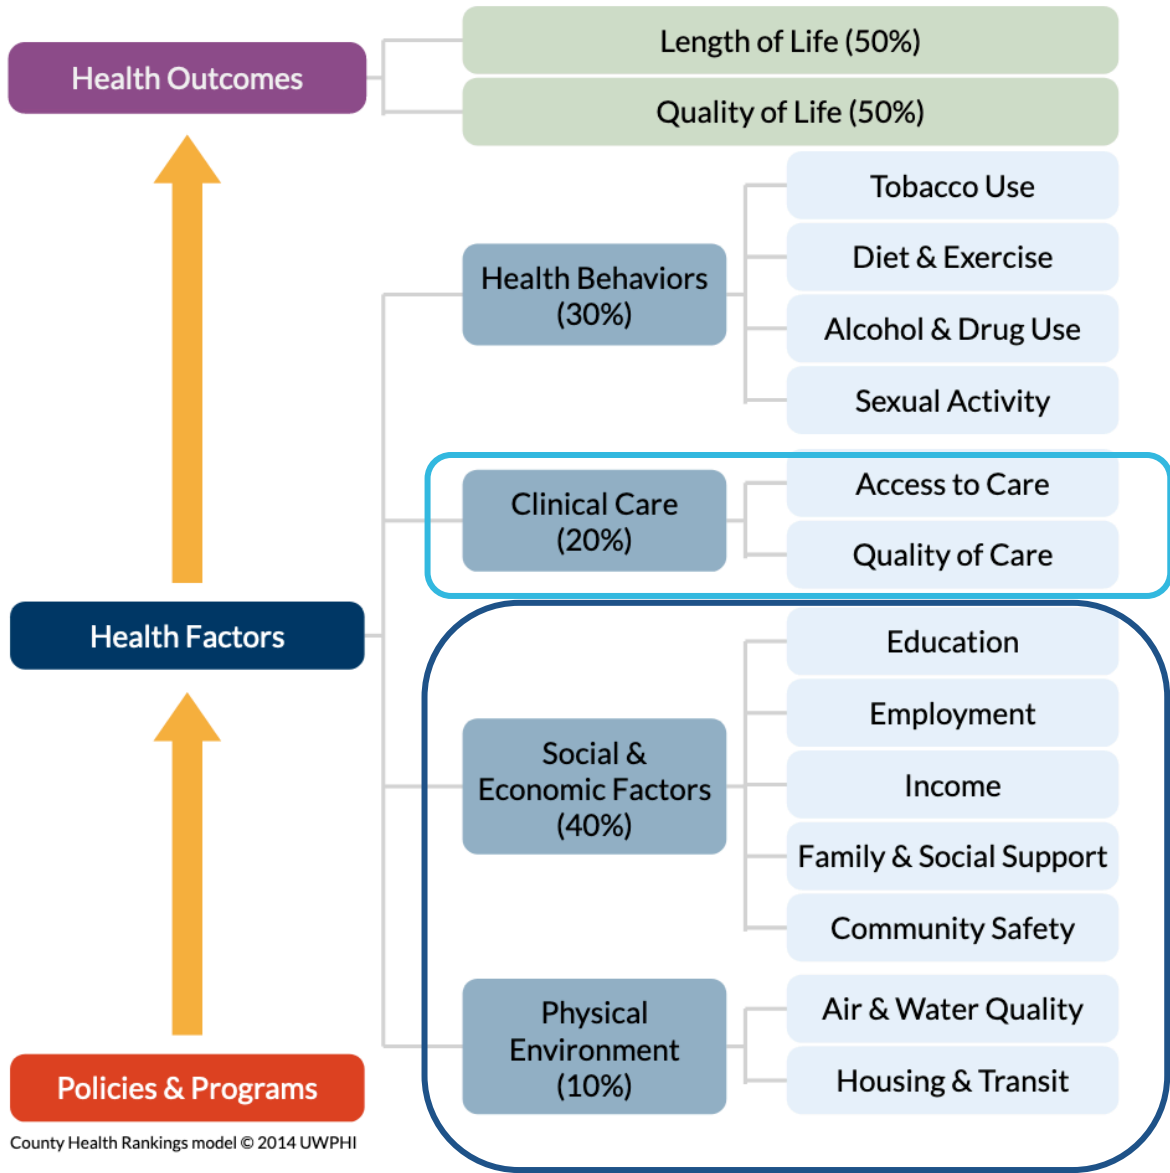 Health Outcomes
Length of Life (50%)
Quality of Life (50%)
Health Behaviors
(30%)
Tobacco Use
Diet & Exercise
Alcohol & Drug Use
Sexual Activity
Clinical Care
(20%)
Access to Care
Quality of Care
Health Factors
Social &
Economic Factors
(40%)
Education
Employment
Income
Family & Social Support
Community Safety
Physical
Environment
(10%)
Air & Water Quality
Housing & Transit
Policies & Programs
County Health Rankings model © 2014 UWPHI